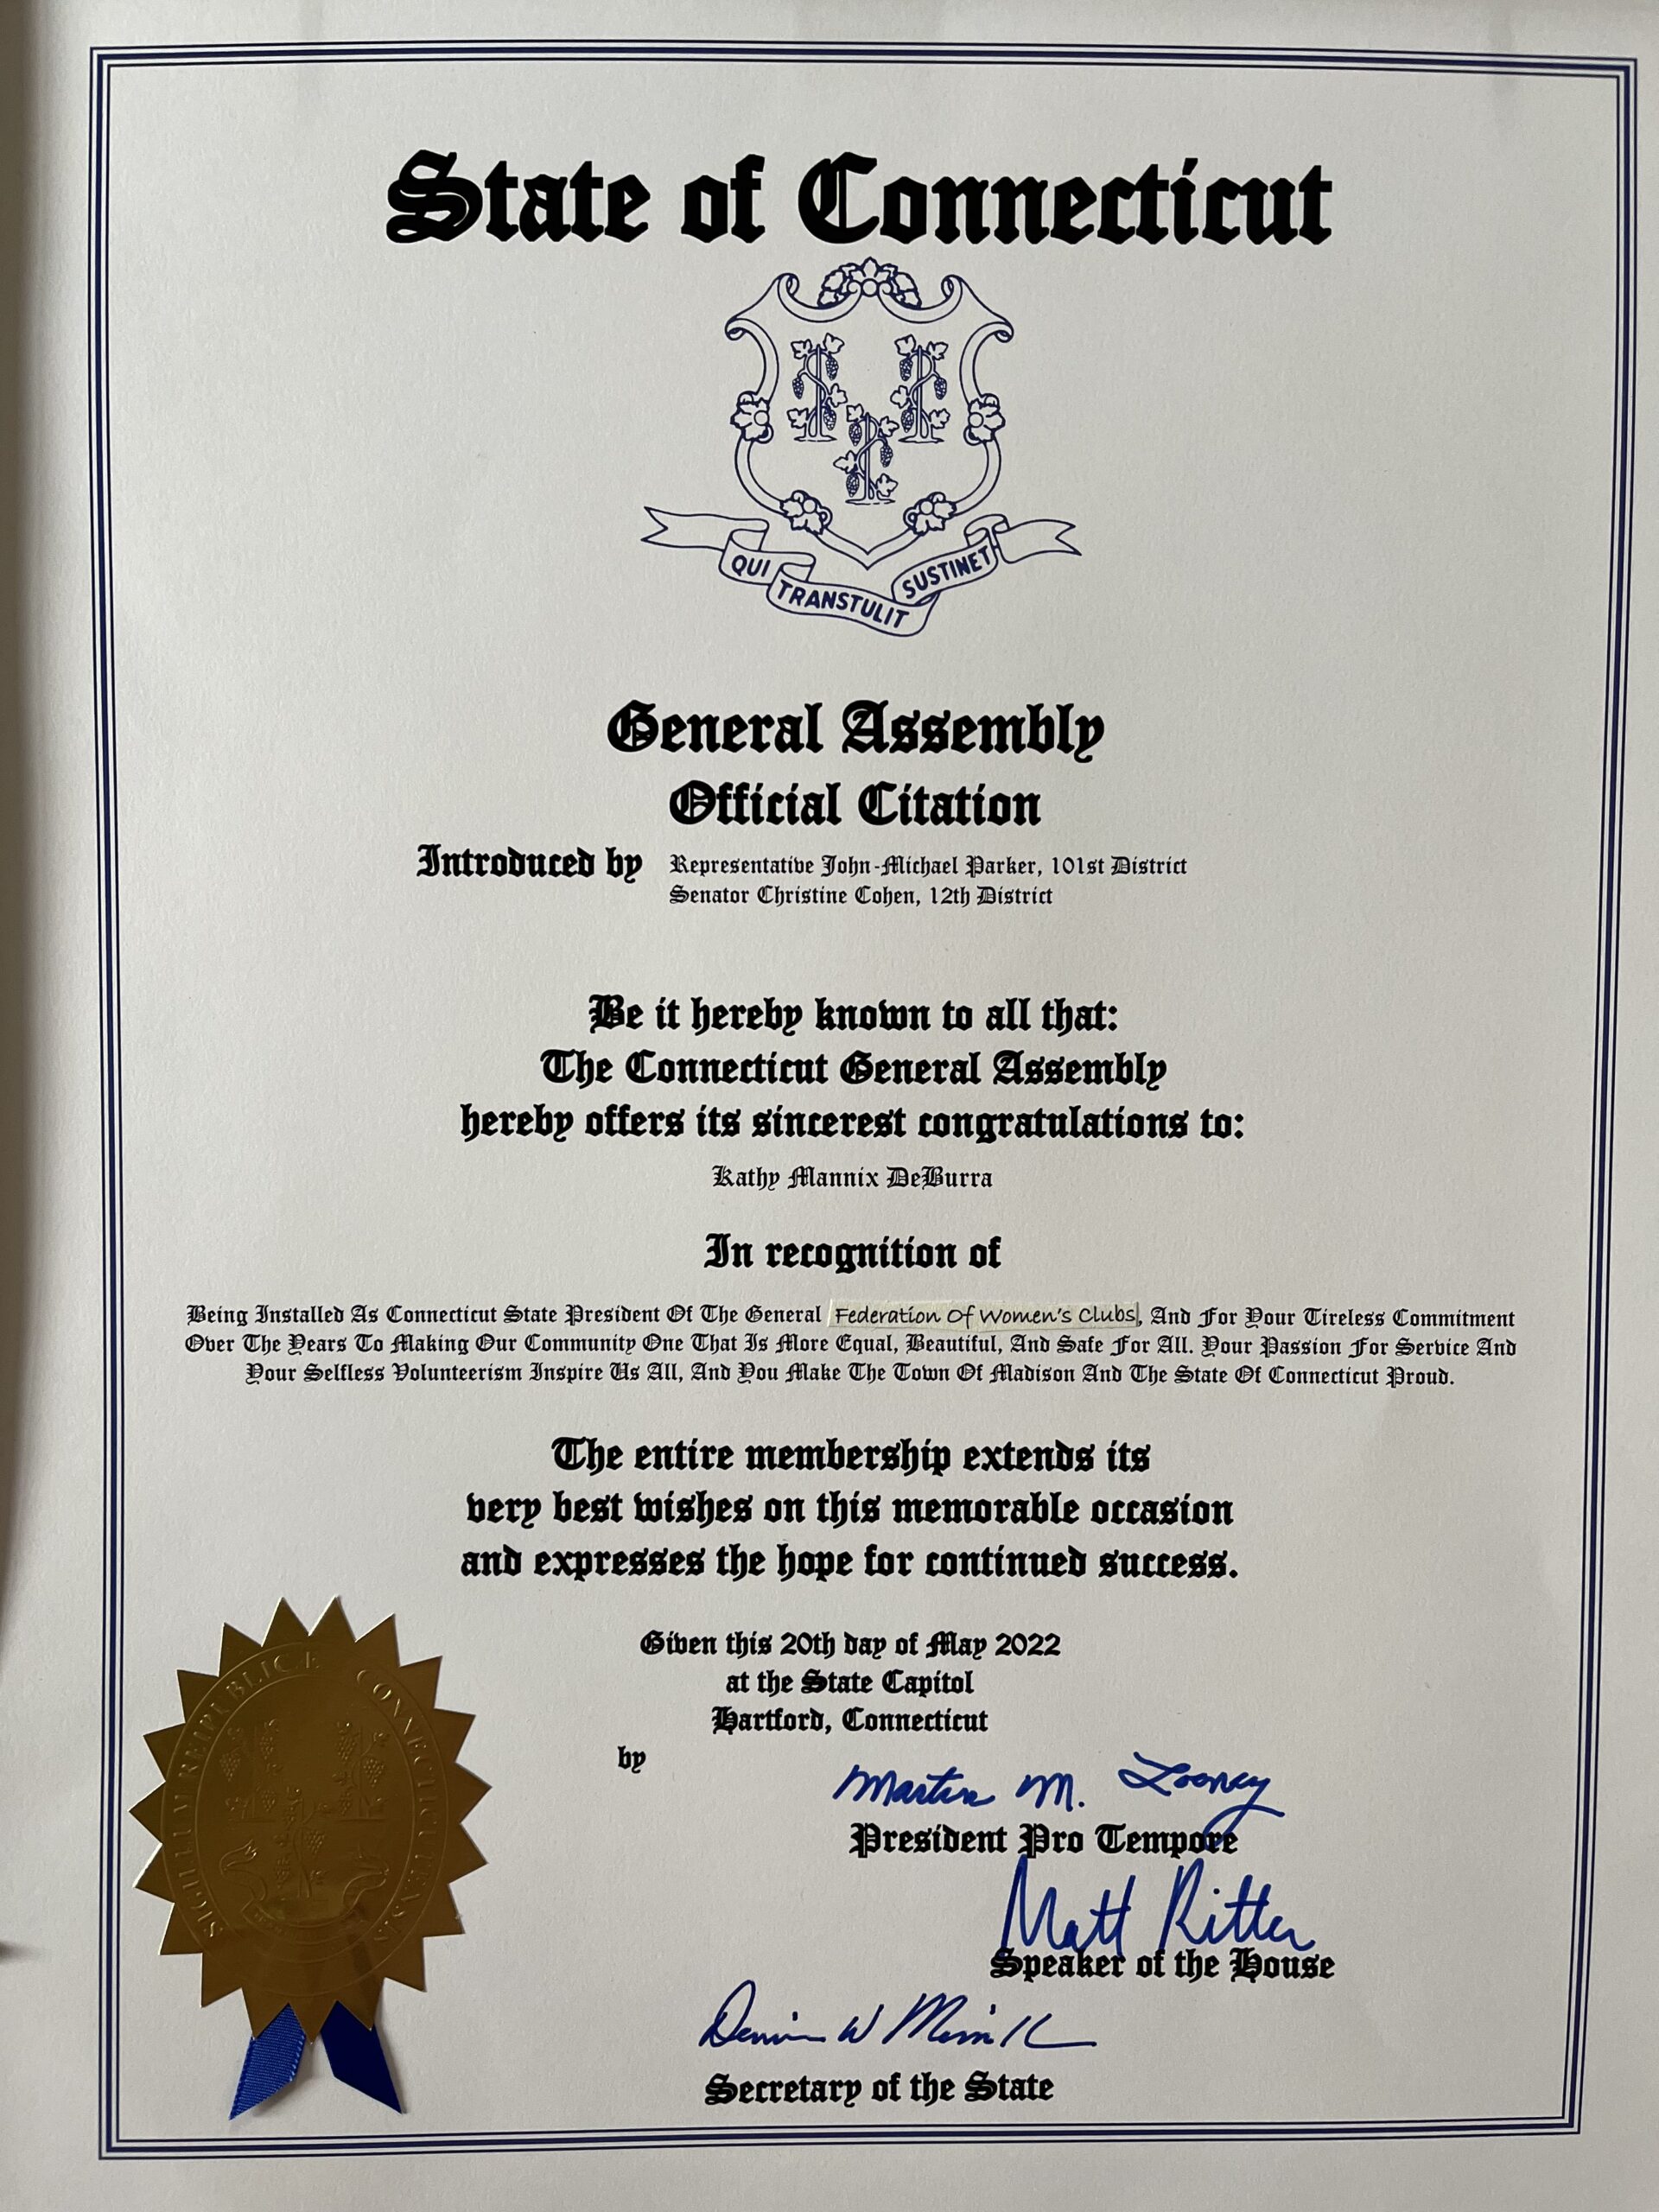 State of Connecticut
QUI TRANSTULIT SUSTINET
General Assembly
Official Citation
Introduced by Representative John-Michael Parker, 101st District
Senator Christine Cohen, 12th District
Be it hereby known to all that:
The Connecticut General Assembly
hereby offers its sincerest congratulations to:
Kathy Mannix DeBurra
In recognition of
Being Installed As Connecticut State President Of The General Federation Of Women's Clubs, And For Your Tireless Commitment
Over The Years To Making Our Community One That Is More Equal, Beautiful, And Safe For All. Your Passion For Service And
Your Selfless Volunteerism Inspire Us All, And You Make The Town Of Madison And The State Of Connecticut Proud.
The entire membership extends its
very best wishes on this memorable occasion
and expresses the hope for continued success.
Given this 20th day of May 2022
at the State Capitol
Hartford, Connecticut
by
Martin M. Looney
President Pro Tempore
Matt Ritter
Speaker of the House
Denise W Merrill
Secretary of the State
SIGILLUM REIPUBLICÆ CONNECTICUTENSIS